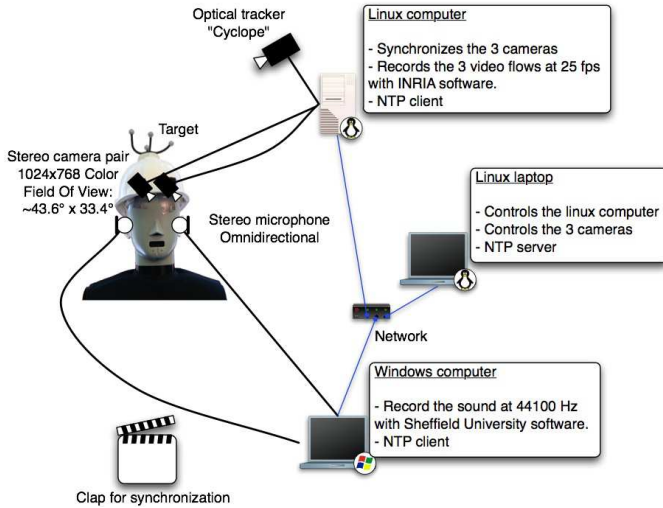 Optical tracker
"Cyclope"
Linux computer
- Synchronizes the 3 cameras
- Records the 3 video flows at 25 fps
with INRIA software.
- NTP client
Target
Stereo camera pair
1024x768 Color
Field Of View:
~43.6° x 33.4°
Stereo microphone
Omnidirectional
Linux laptop
- Controls the linux computer
- Controls the 3 cameras
- NTP server
Network
Windows computer
- Record the sound at 44100 Hz
with Sheffield University software.
- NTP client
Clap for synchronization